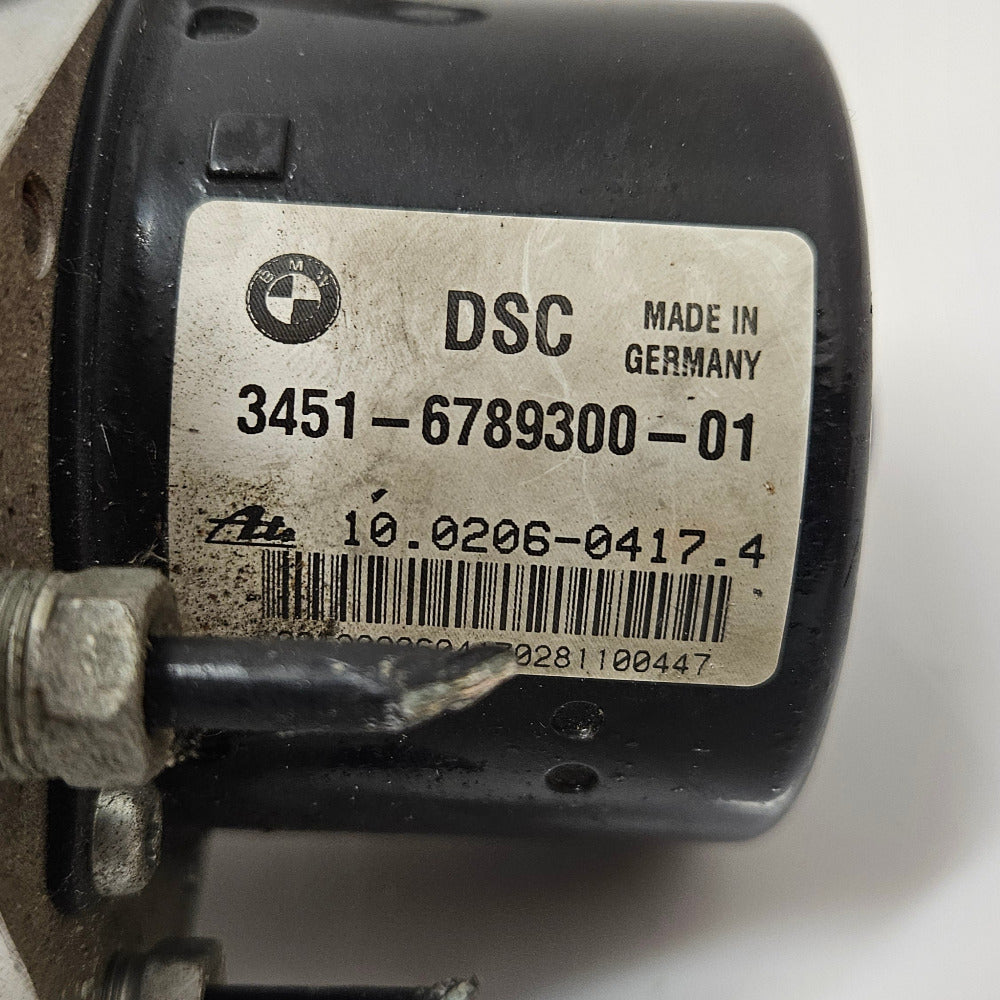 BMW
DSC
MADE IN
GERMANY
3451-6789300-01
Ate 10.0206-0417.4